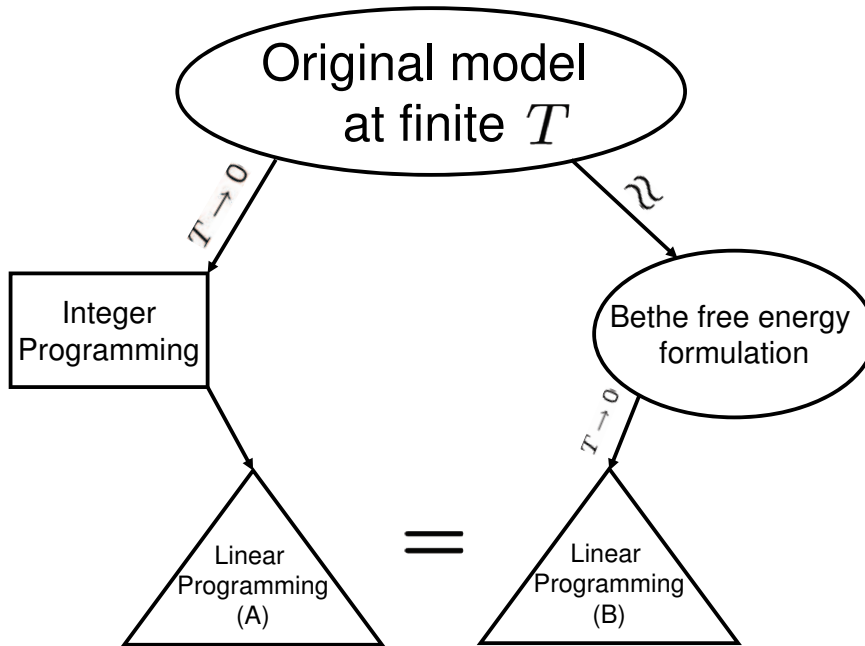 Original model
at finite T
T → 0
≈
Integer
Programming
Bethe free energy
formulation
T → 0
Linear
Programming
(A)
=
Linear
Programming
(B)